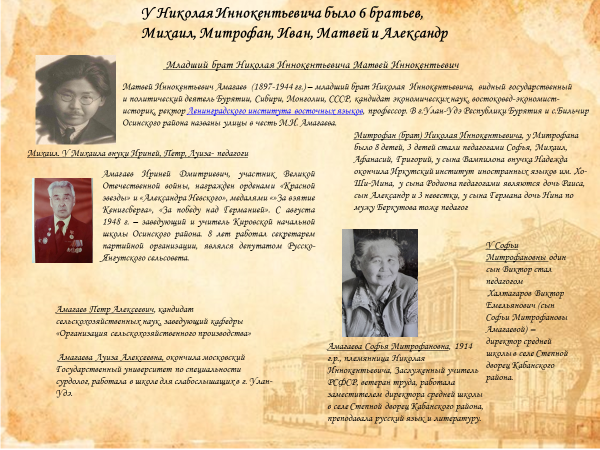 У Николая Иннокентьевича было 6 братьев,
Михаил, Митрофан, Иван, Матвей и Александр
Младший брат Николая Иннокентьевича Матвей Иннокентьевич
Матвей Иннокентьевич Амагаев (1897-1944 гг.) – младший брат Николая Иннокентьевича, видный государственный
и политический деятель Бурятии, Сибири, Монголии, СССР, кандидат экономических наук, востоковед-экономист-
историк, ректор Ленинградского института восточных языков, профессор. В г.Улан-Удэ Республики Бурятия и с.Бильчир
Осинского района названы улицы в честь М.И. Амагаева.
Михаил. У Михаила внуки Ириней, Петр, Луиза- педагоги
Амагаев Ириней Дмитриевич, участник Великой
Отечественной войны, награжден орденами «Красной
звезды» и «Александра Невского», медалями «»За взятие
Кенигсберга», «За победу над Германией». С августа
1948 г. – заведующий и учитель Кировской начальной
школы Осинского района. 8 лет работал секретарем
партийной организации, являлся депутатом Русско-
Янгутского сельсовета.
Митрофан (брат) Николая Иннокентьевича, у Митрофана
было 8 детей, 3 детей стали педагогами Софья, Михаил,
Афанасий, Григорий, у сына Вампилона внучка Надежда
окончила Иркутский институт иностранных языков им. Хо-
Ши-Мина, у сына Родиона педагогами являются дочь Раиса,
сын Александр и 3 невестки, у сына Германа дочь Нина по
мужу Беркутова тоже педагог
У Софьи
Митрофановны один
сын Виктор стал
педагогом
Халтагаров Виктор
Емельянович (сын
Софьи Митрофановы
Амагаевой) –
директор средней
школы в селе Степной
дворец Кабанского
района.
Амагаев Петр Алексеевич, кандидат
сельскохозяйственных наук, заведующий кафедры
«Организация сельскохозяйственного производства»
Амагаева Луиза Алексеевна, окончила московский
Государственный университет по специальности
сурдолог, работала в школе для слабослышащих в г. Улан-
Удэ.
Амагаева Софья Митрофановна, 1914
г.р., племянница Николая
Иннокентьевича, Заслуженный учитель
РСФСР, ветеран труда, работала
заместителем директора средней школы
в селе Степной дворец Кабанского района,
преподавала русский язык и литературу.